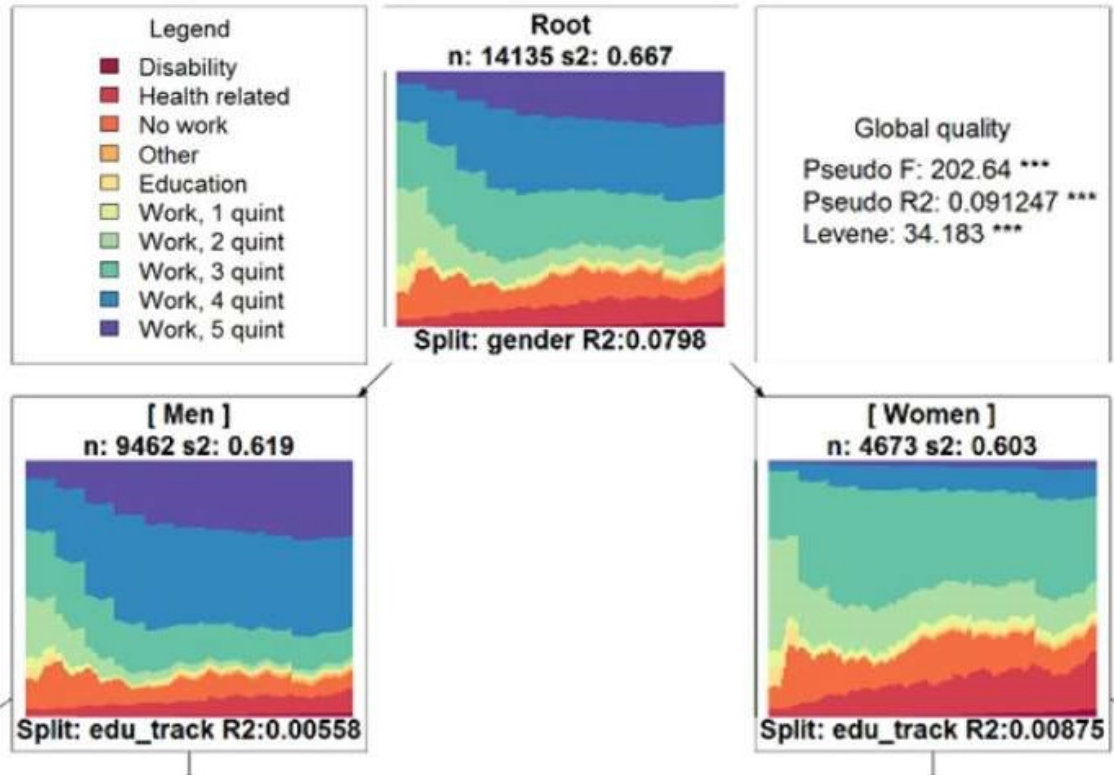 Legend
Disability
Health related
No work
Other
Education
Work, 1 quint
Work, 2 quint
Work, 3 quint
Work, 4 quint
Work, 5 quint
Root
n: 14135 s2: 0.667
Split: gender R2:0.0798
Global quality
Pseudo F: 202.64 ***
Pseudo R2: 0.091247 ***
Levene: 34.183 ***
[ Men ]
n: 9462 s2: 0.619
Split: edu_track R2:0.00558
[ Women ]
n: 4673 s2: 0.603
Split: edu_track R2:0.00875